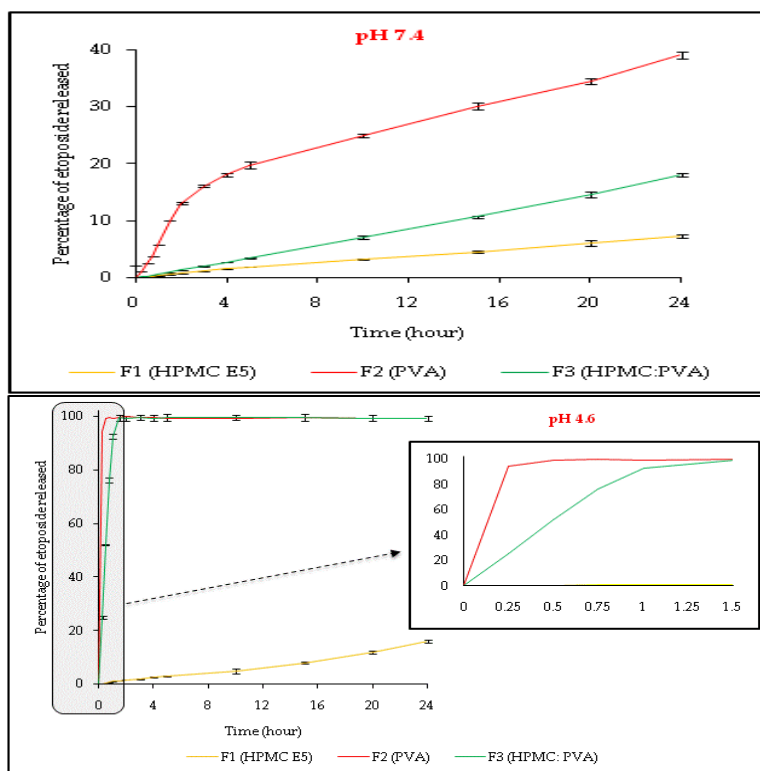 pH 7.4
Percentage of etoposide released
40
30
20
10
0
0 4 8 12 16 20 24
Time (hour)
F1 (HPMC E5) F2 (PVA) F3 (HPMC:PVA)
pH 4.6
Percentage of etoposide released
100
80
60
40
20
0
0 4 8 12 16 20 24
Time (hour)
100
80
60
40
20
0
0 0.25 0.5 0.75 1 1.25 1.5
F1 (HPMC E5) F2 (PVA) F3 (HPMC: PVA)